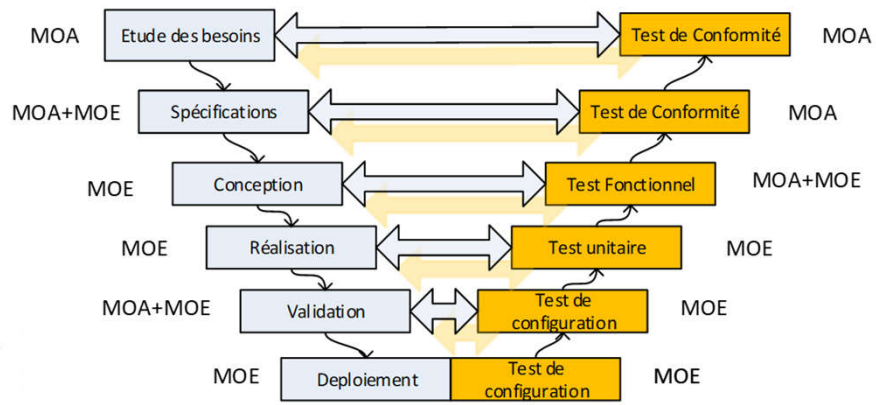 MOA Etude des besoins Test de Conformité MOA
MOA+MOE Spécifications Test de Conformité MOA
MOE Conception Test Fonctionnel MOA+MOE
MOE Réalisation Test unitaire MOE
MOA+MOE Validation Test de configuration MOE
MOE Deploiement Test de configuration MOE